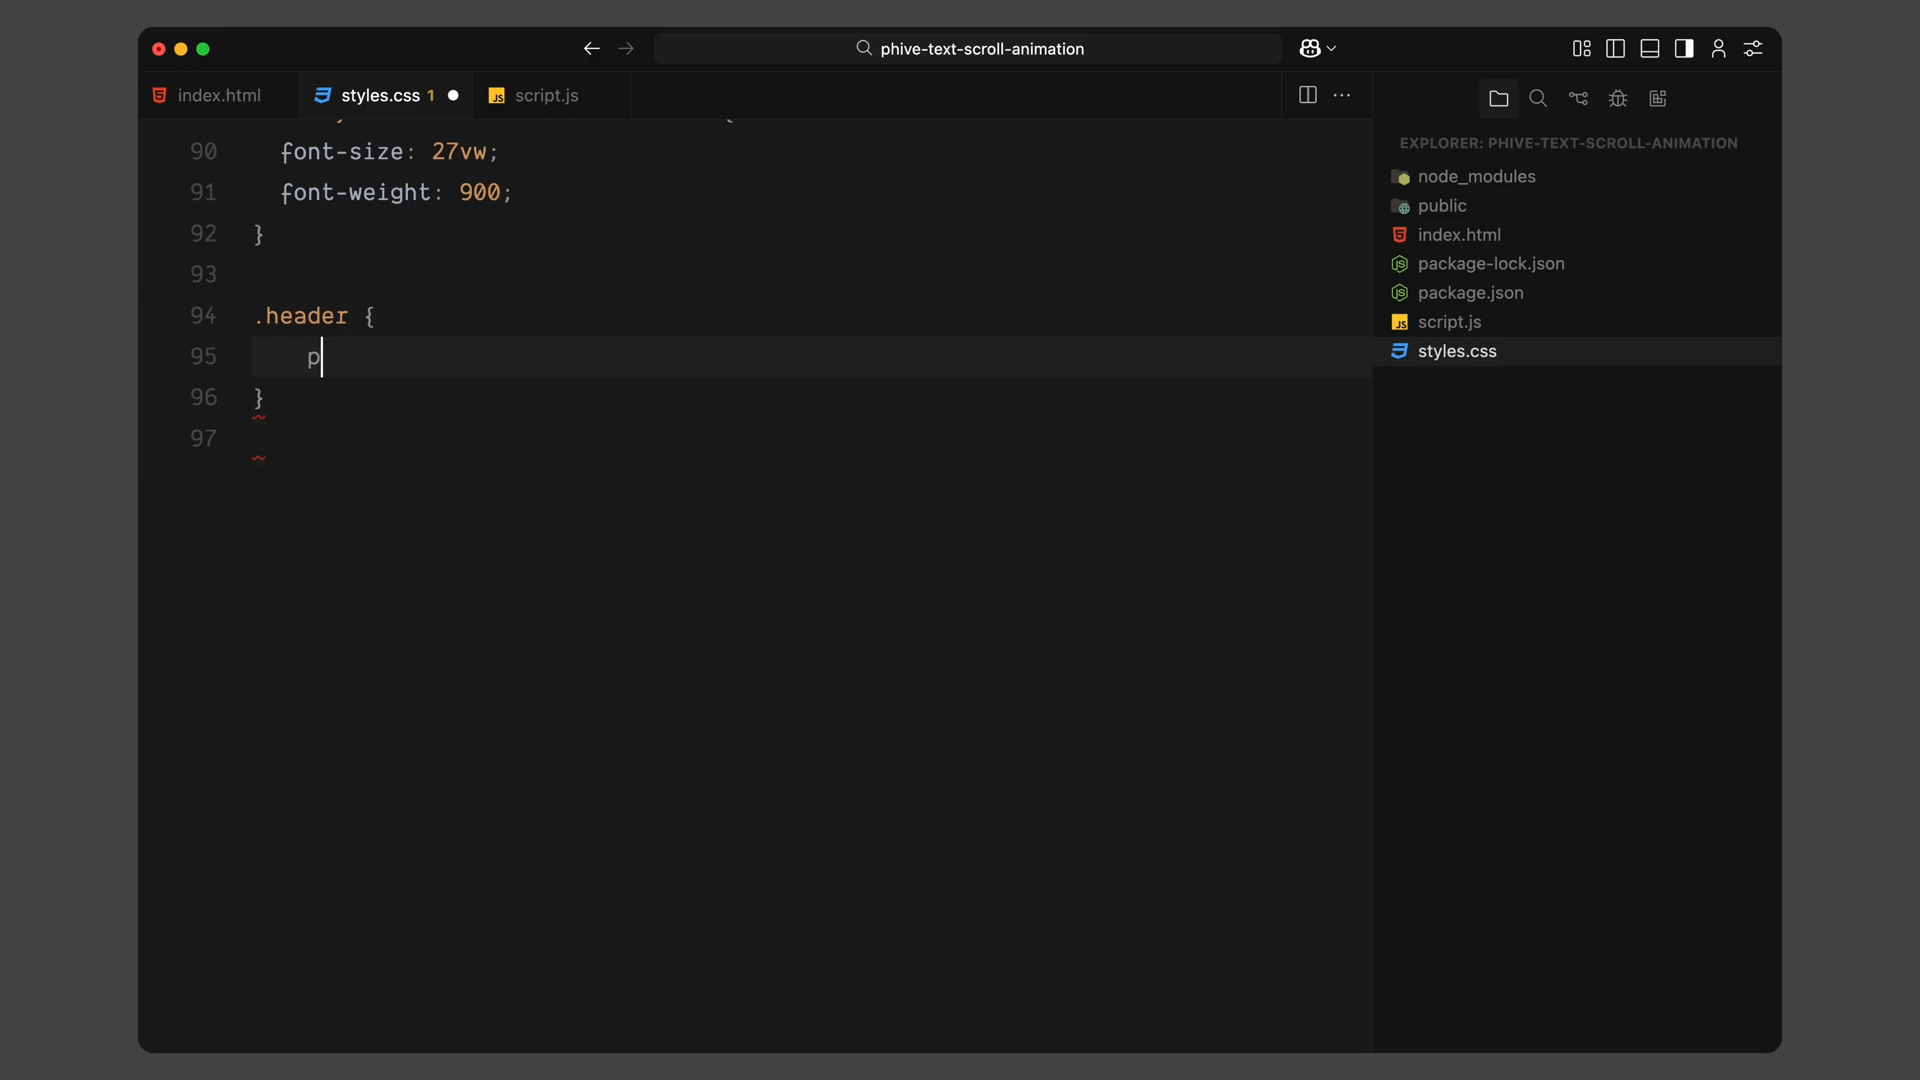 phive-text-scroll-animation
index.html
styles.css 1
script.js
EXPLORER: PHIVE-TEXT-SCROLL-ANIMATION
90 font-size: 27vw;
91 font-weight: 900;
92 }
93
94 .header {
95 p
96 }
97
node_modules
public
index.html
package-lock.json
package.json
script.js
styles.css